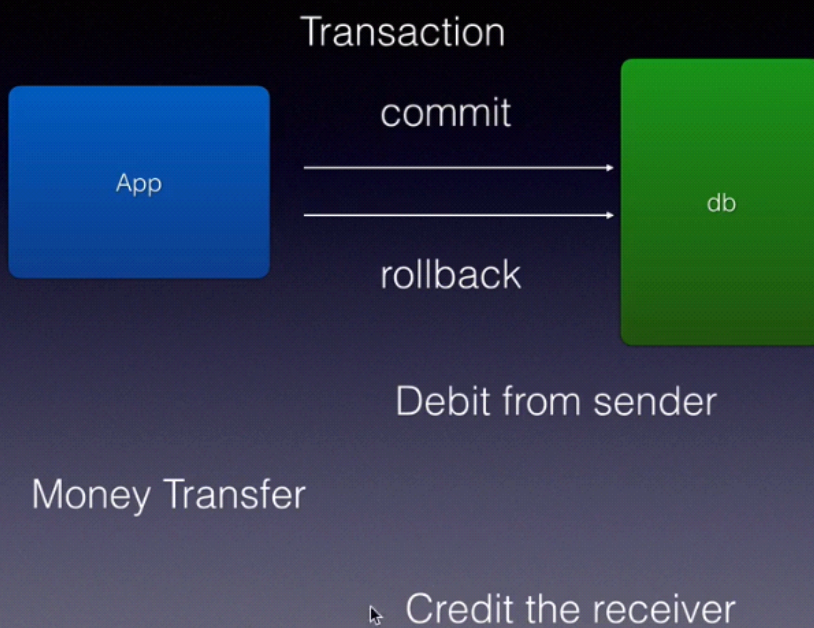 Transaction
commit
App
db
rollback
Debit from sender
Money Transfer
Credit the receiver